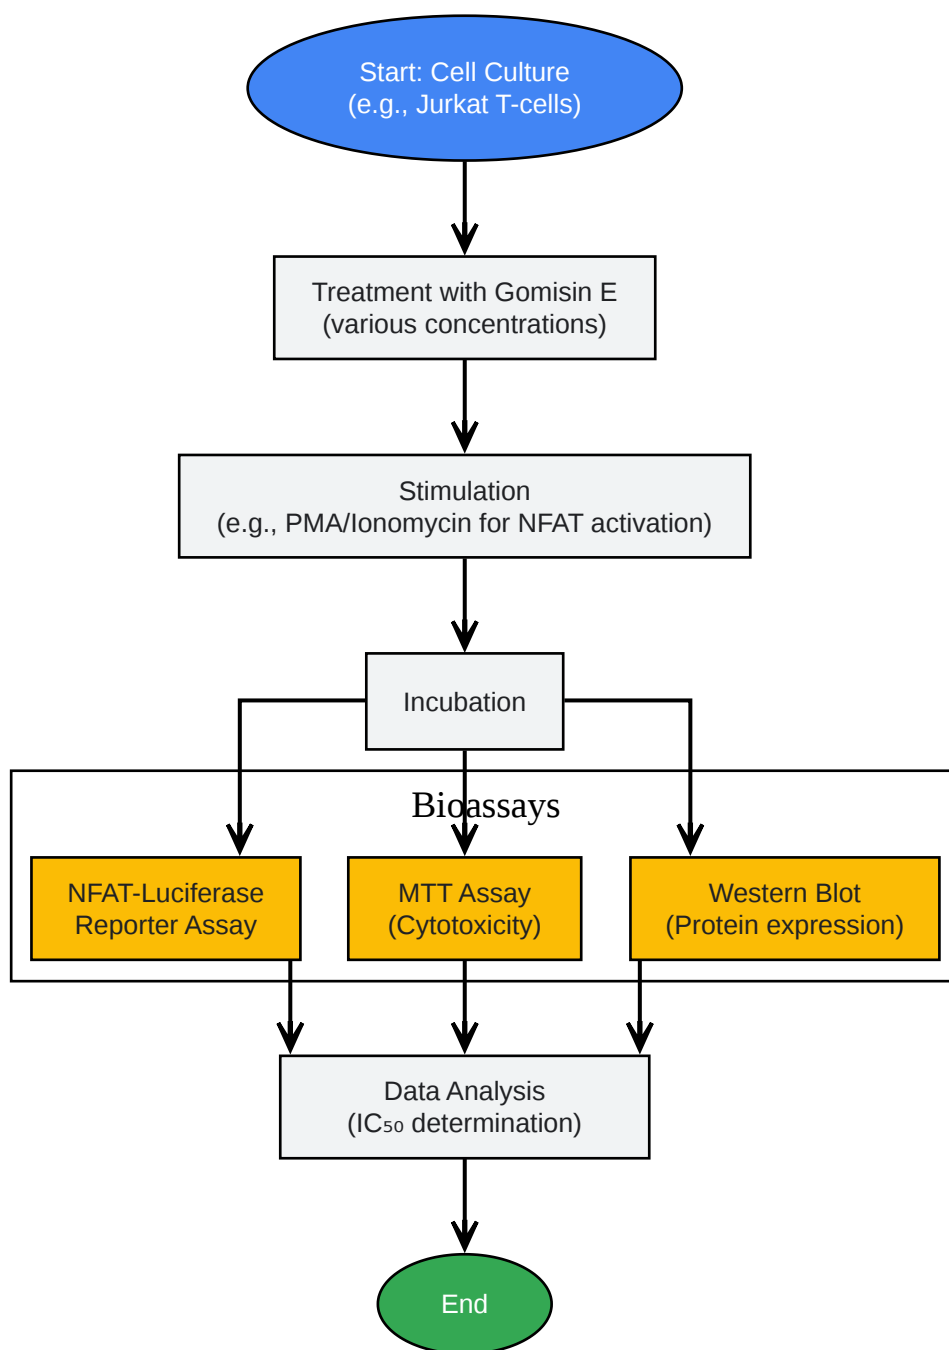 Start: Cell Culture
(e.g., Jurkat T-cells)
Treatment with Gomisin E
(various concentrations)
Stimulation
(e.g., PMA/Ionomycin for NFAT activation)
Incubation
Bioassays
NFAT-Luciferase
Reporter Assay
MTT Assay
(Cytotoxicity)
Western Blot
(Protein expression)
Data Analysis
(IC₅₀ determination)
End